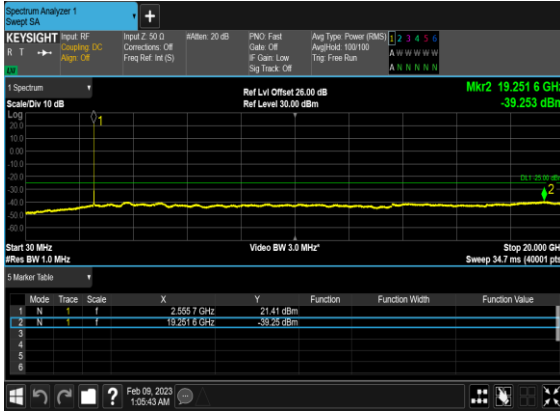 Spectrum Analyzer 1
Swept SA
+
KEYSIGHT Input: RF Input Z: 50 Ω #Atten: 20 dB PNO: Fast Avg Type: Power (RMS) 1 2 3 4 5 6
R T Coupling: DC Corrections: Off Gate: Off Avg|Hold: 100/100 A W W W W W
Align: Off Freq Ref: Int (S) IF Gain: Low Trig: Free Run
Sig Track: Off A N N N N N
1 Spectrum Ref Lvl Offset 26.00 dB Mkr2 19.251 6 GHz
Scale/Div 10 dB Ref Level 30.00 dBm -39.253 dBm
Log
20.0
10.0
0.00
-10.0
-20.0
-30.0
-40.0
-50.0
-60.0
1
DL1 -25.00 dBm
2
Start 30 MHz Video BW 3.0 MHz* Stop 20.000 GHz
#Res BW 1.0 MHz Sweep 34.7 ms (40001 pts)
5 Marker Table
Mode Trace Scale X Y Function Function Width Function Value
1 N 1 f 2.555 7 GHz 21.41 dBm
2 N 1 f 19.251 6 GHz -39.25 dBm
3
4
5
6
? Feb 09, 2023
1:05:43 AM